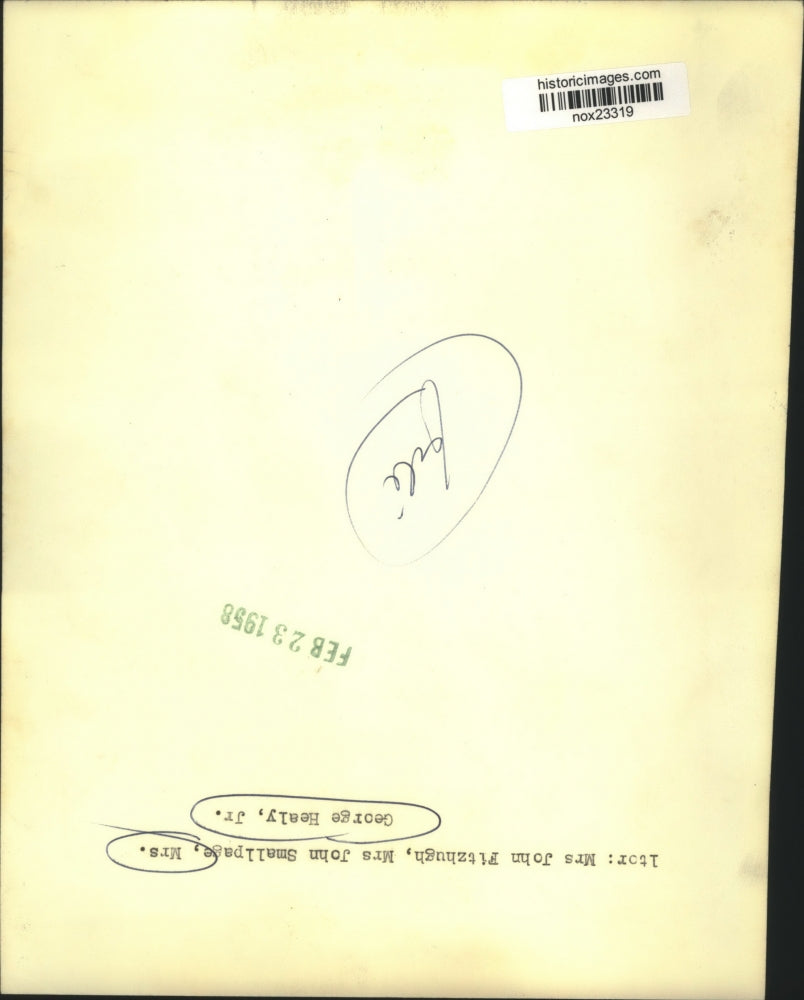 historicimages.com
nox23319
FEB 23 1958
ltor: Mrs John Fitzhugh, Mrs John Smallpage, Mrs.
George Healy, Jr.